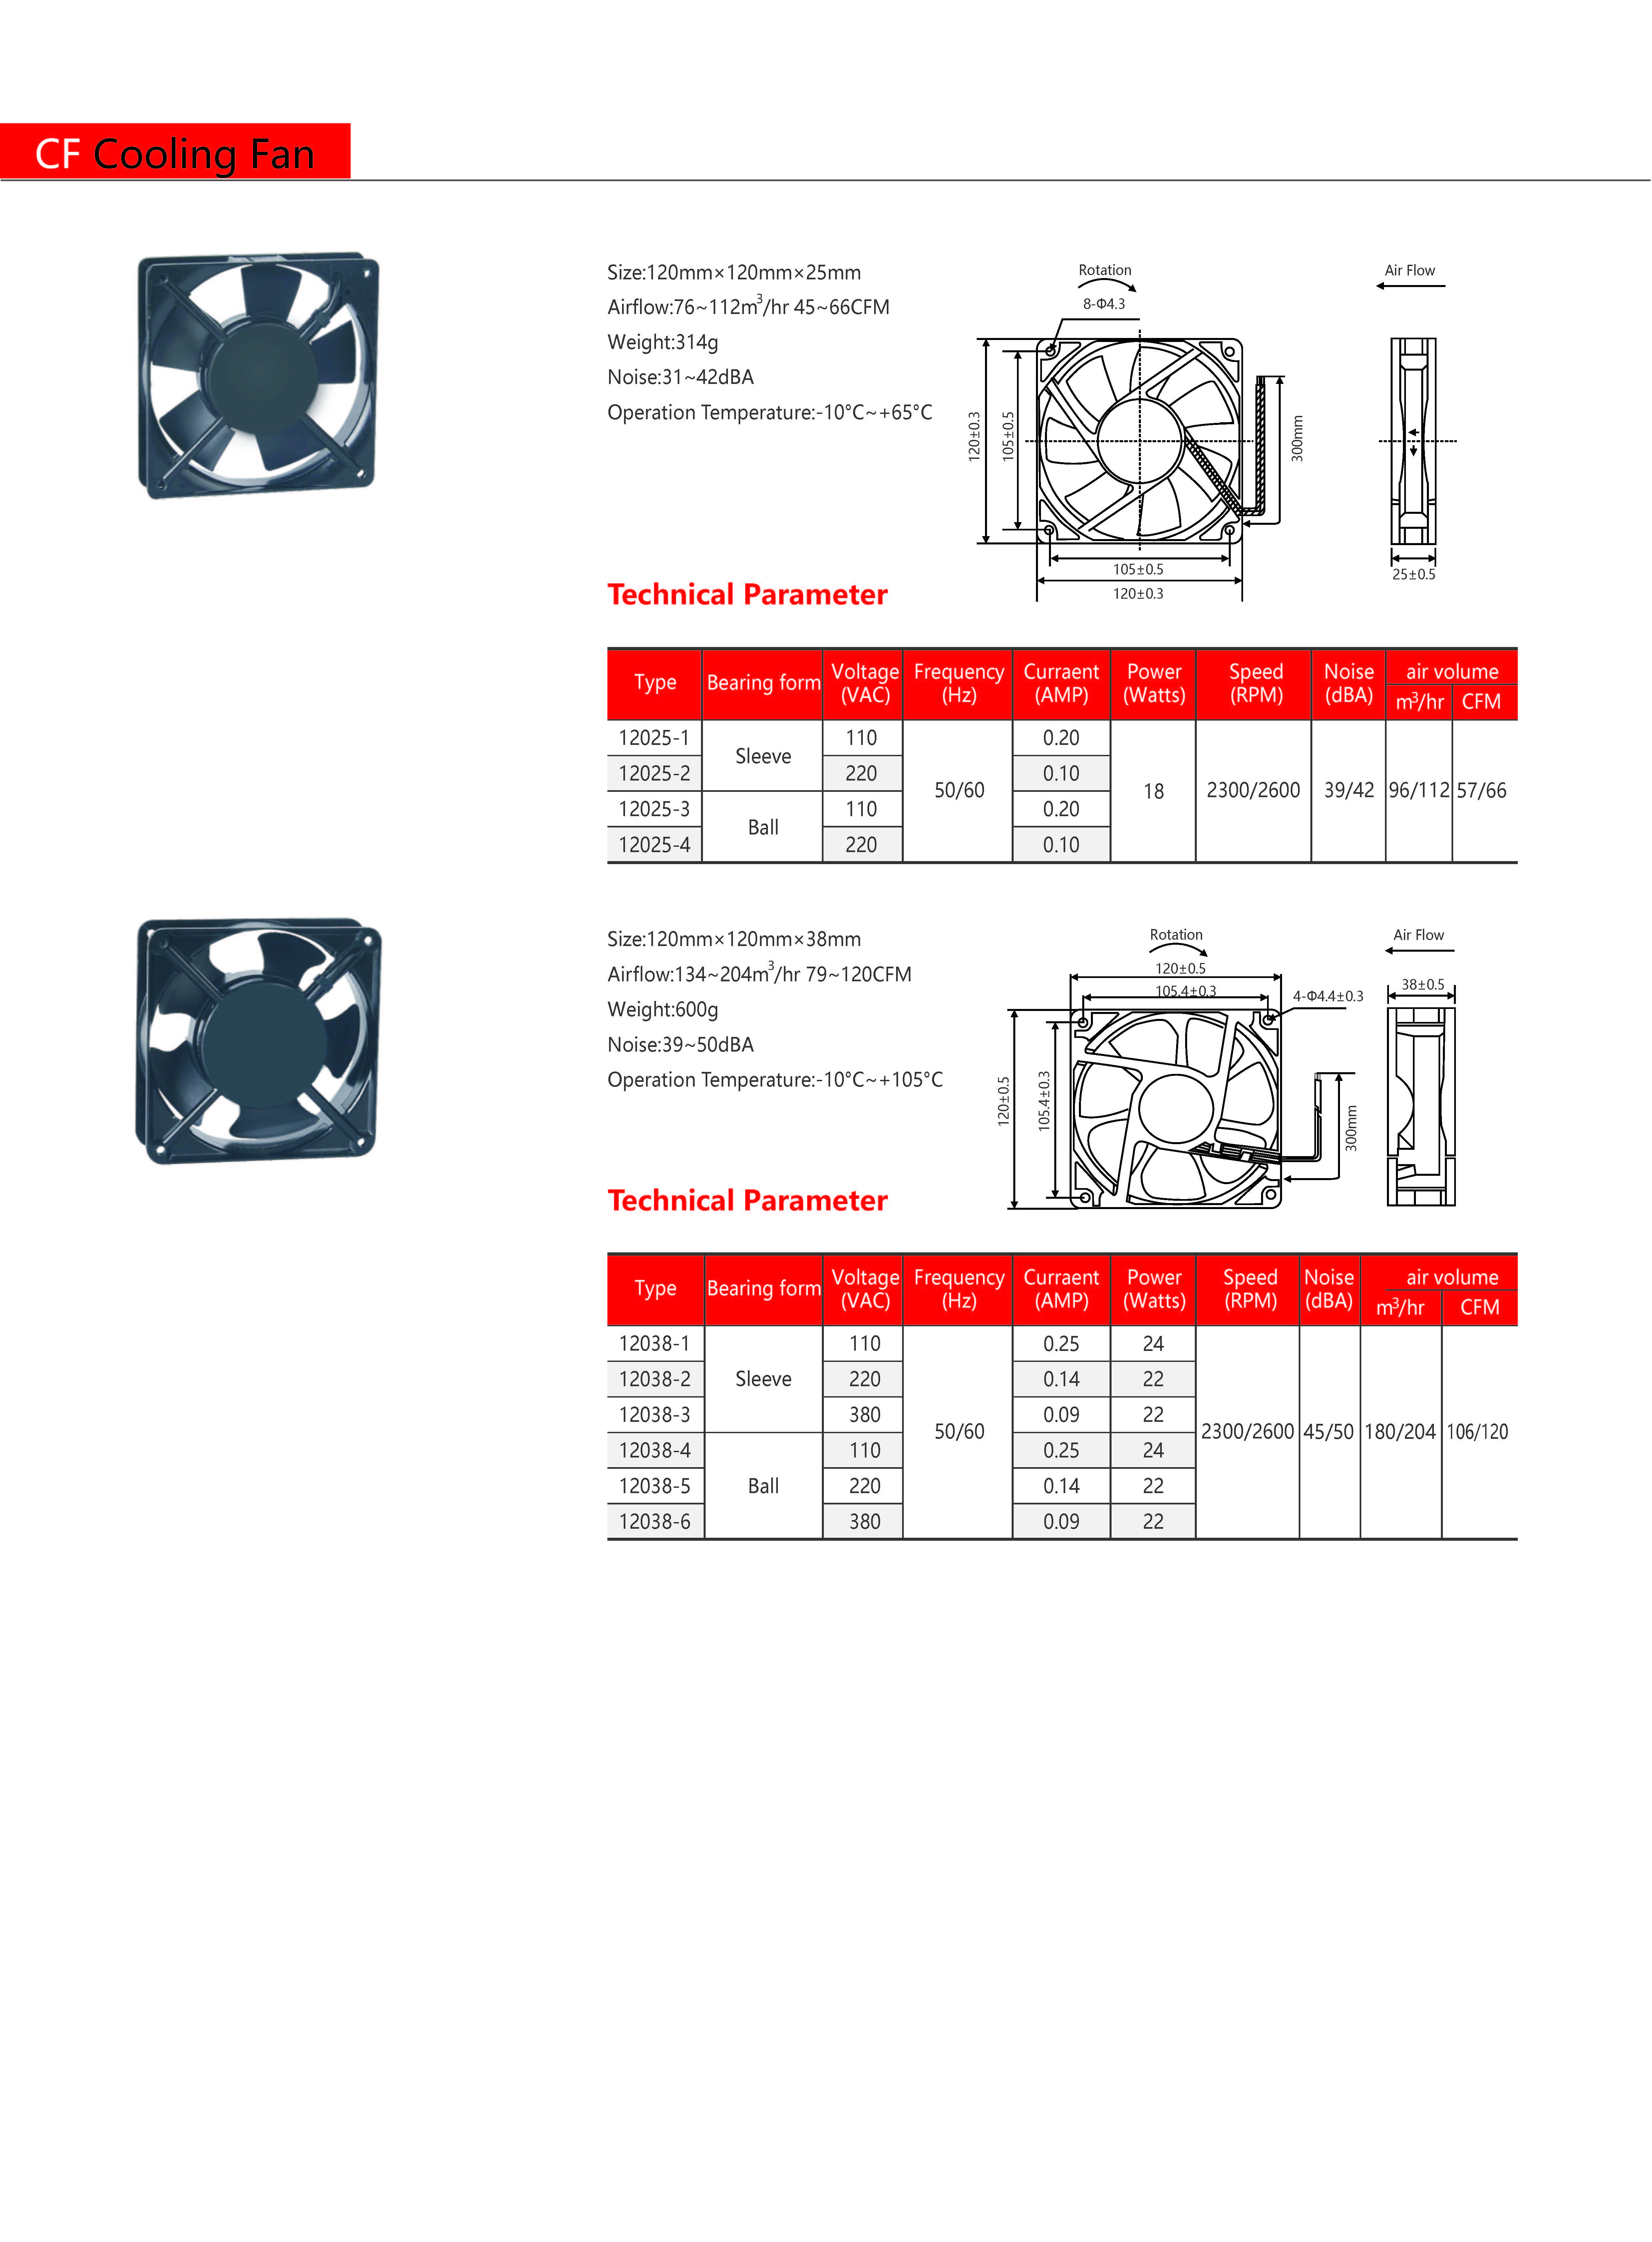 CF Cooling Fan
Size:120mm×120mm×25mm
Airflow:76~112m³/hr 45~66CFM
Weight:314g
Noise:31~42dBA
Operation Temperature:-10°C~+65°C
Rotation
8-Φ4.3
120±0.3
105±0.5
300mm
105±0.5
120±0.3
Air Flow
25±0.5
Technical Parameter
Type Bearing form Voltage (VAC) Frequency (Hz) Curraent (AMP) Power (Watts) Speed (RPM) Noise (dBA) air volume
m³/hr CFM
12025-1 Sleeve 110 50/60 0.20 18 2300/2600 39/42 96/112 57/66
12025-2 220 0.10
12025-3 Ball 110 0.20
12025-4 220 0.10
Size:120mm×120mm×38mm
Airflow:134~204m³/hr 79~120CFM
Weight:600g
Noise:39~50dBA
Operation Temperature:-10°C~+105°C
Rotation
120±0.5
105.4±0.3
4-Φ4.4±0.3
120±0.5
105.4±0.3
300mm
Air Flow
38±0.5
Technical Parameter
Type Bearing form Voltage (VAC) Frequency (Hz) Curraent (AMP) Power (Watts) Speed (RPM) Noise (dBA) air volume
m³/hr CFM
12038-1 Sleeve 110 50/60 0.25 24 2300/2600 45/50 180/204 106/120
12038-2 220 0.14 22
12038-3 380 0.09 22
12038-4 Ball 110 0.25 24
12038-5 220 0.14 22
12038-6 380 0.09 22